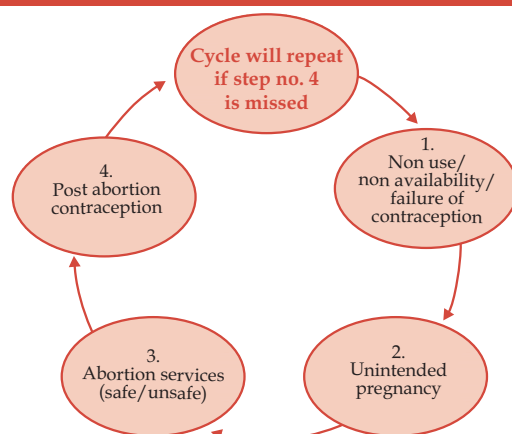 Cycle will repeat
if step no. 4
is missed
1.
Non use/
non availability/
failure of
contraception
2.
Unintended
pregnancy
3.
Abortion services
(safe/unsafe)
4.
Post abortion
contraception